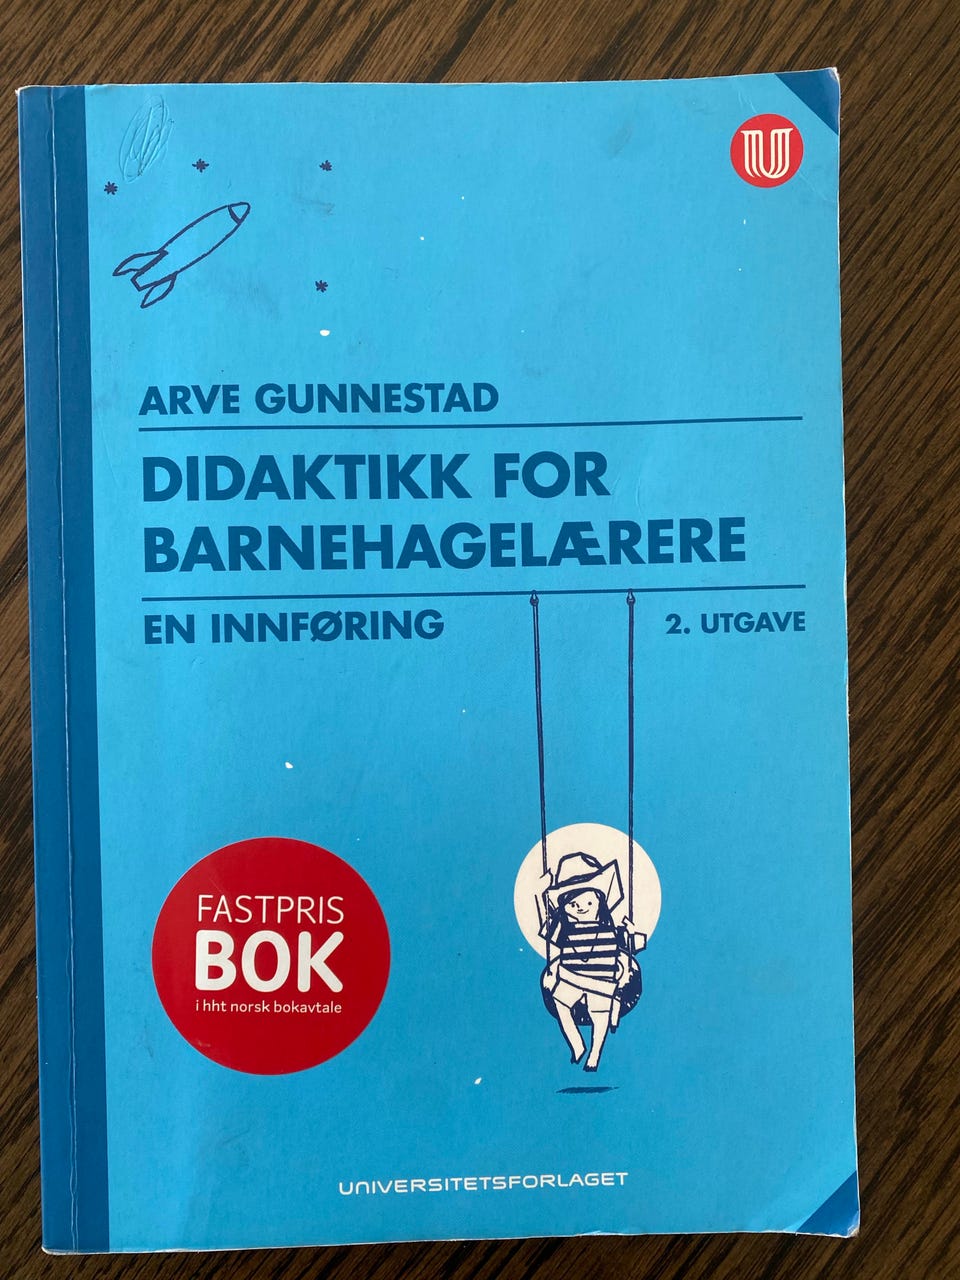 U
ARVE GUNNESTAD
DIDAKTIKK FOR
BARNEHAGELÆRERE
EN INNFØRING
2. UTGAVE
FASTPRIS
BOK
i hht norsk bokavtale
UNIVERSITETSFORLAGET